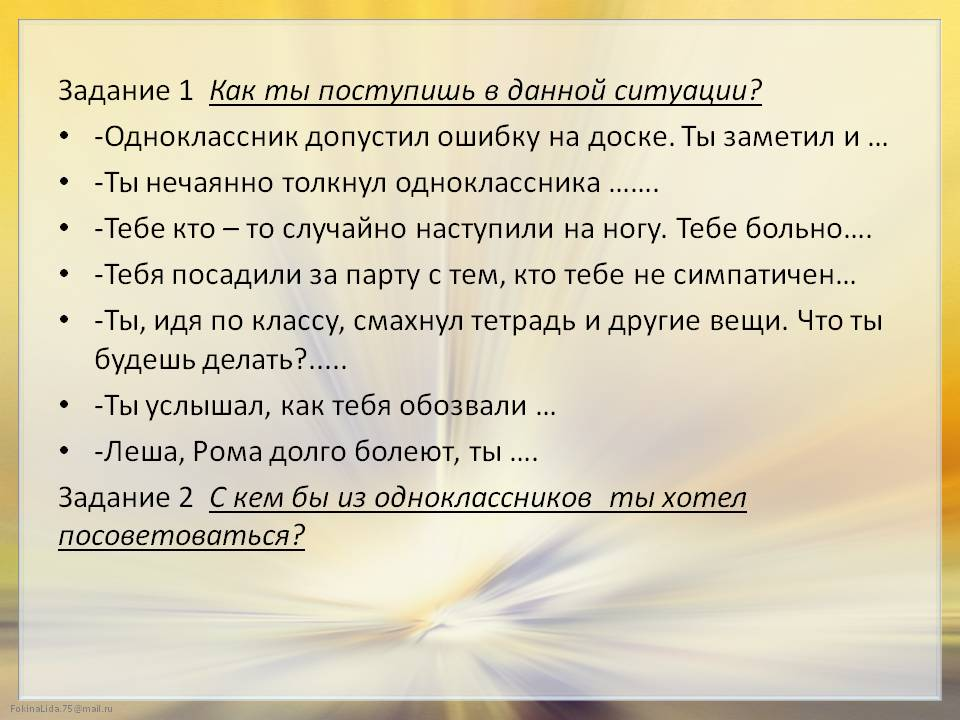 Задание 1  Как ты поступишь в данной ситуации?
• -Одноклассник допустил ошибку на доске. Ты заметил и …
• -Ты нечаянно толкнул одноклассника …….
• -Тебе кто – то случайно наступили на ногу. Тебе больно….
• -Тебя посадили за парту с тем, кто тебе не симпатичен…
• -Ты, идя по классу, смахнул тетрадь и другие вещи. Что ты
будешь делать?.....
• -Ты услышал, как тебя обозвали …
• -Леша, Рома долго болеют, ты ….
Задание 2  С кем бы из одноклассников  ты хотел
посоветоваться?
FokinaLida.75@mail.ru